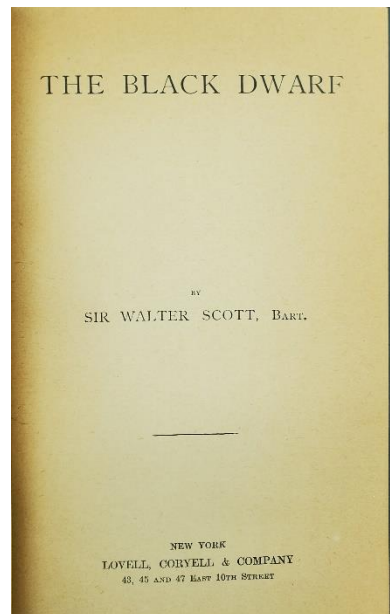 THE BLACK DWARF
BY
SIR WALTER SCOTT, BART.
NEW YORK
LOVELL, CORYELL & COMPANY
43, 45 AND 47 EAST 10TH STREET